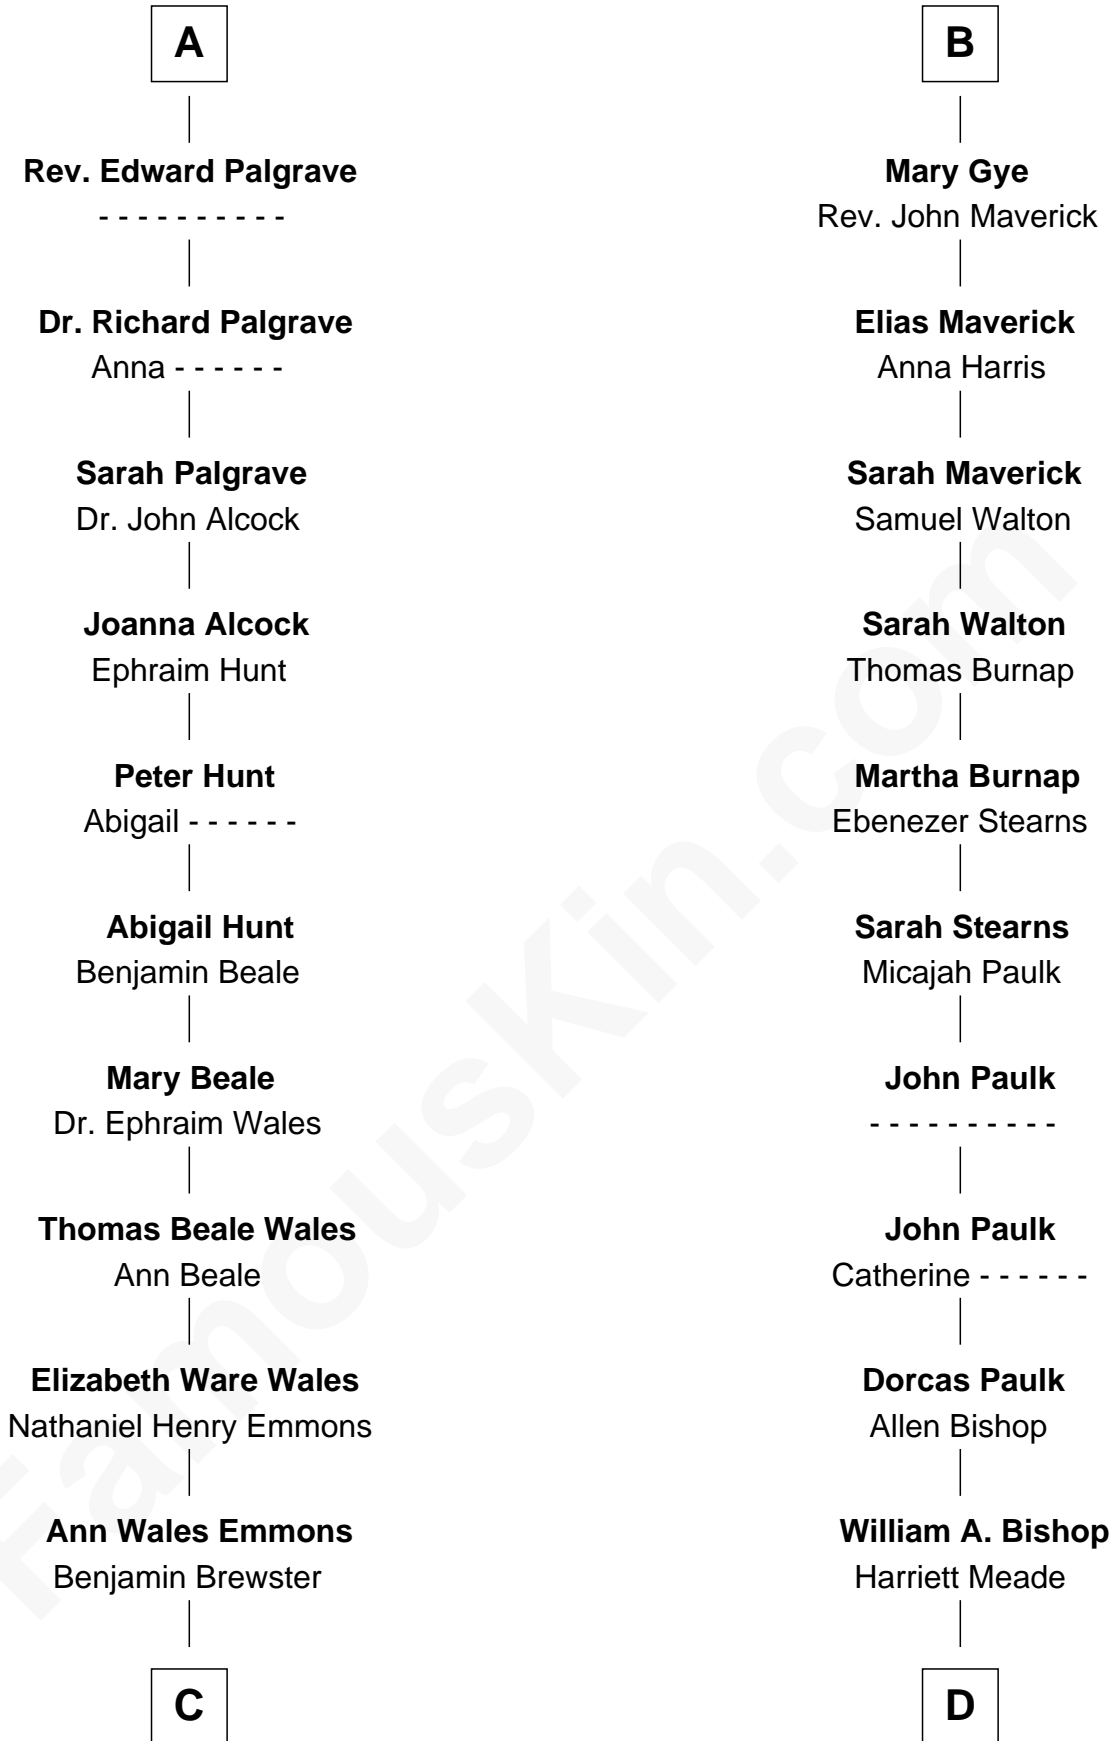 A
Rev. Edward Palgrave
- - - - - - - - - -
Dr. Richard Palgrave
Anna - - - - - -
Sarah Palgrave
Dr. John Alcock
Joanna Alcock
Ephraim Hunt
Peter Hunt
Abigail - - - - - -
Abigail Hunt
Benjamin Beale
Mary Beale
Dr. Ephraim Wales
Thomas Beale Wales
Ann Beale
Elizabeth Ware Wales
Nathaniel Henry Emmons
Ann Wales Emmons
Benjamin Brewster
C
B
Mary Gye
Rev. John Maverick
Elias Maverick
Anna Harris
Sarah Maverick
Samuel Walton
Sarah Walton
Thomas Burnap
Martha Burnap
Ebenezer Stearns
Sarah Stearns
Micajah Paulk
John Paulk
- - - - - - - - - -
John Paulk
Catherine - - - - - -
Dorcas Paulk
Allen Bishop
William A. Bishop
Harriett Meade
D
FamousKin.com